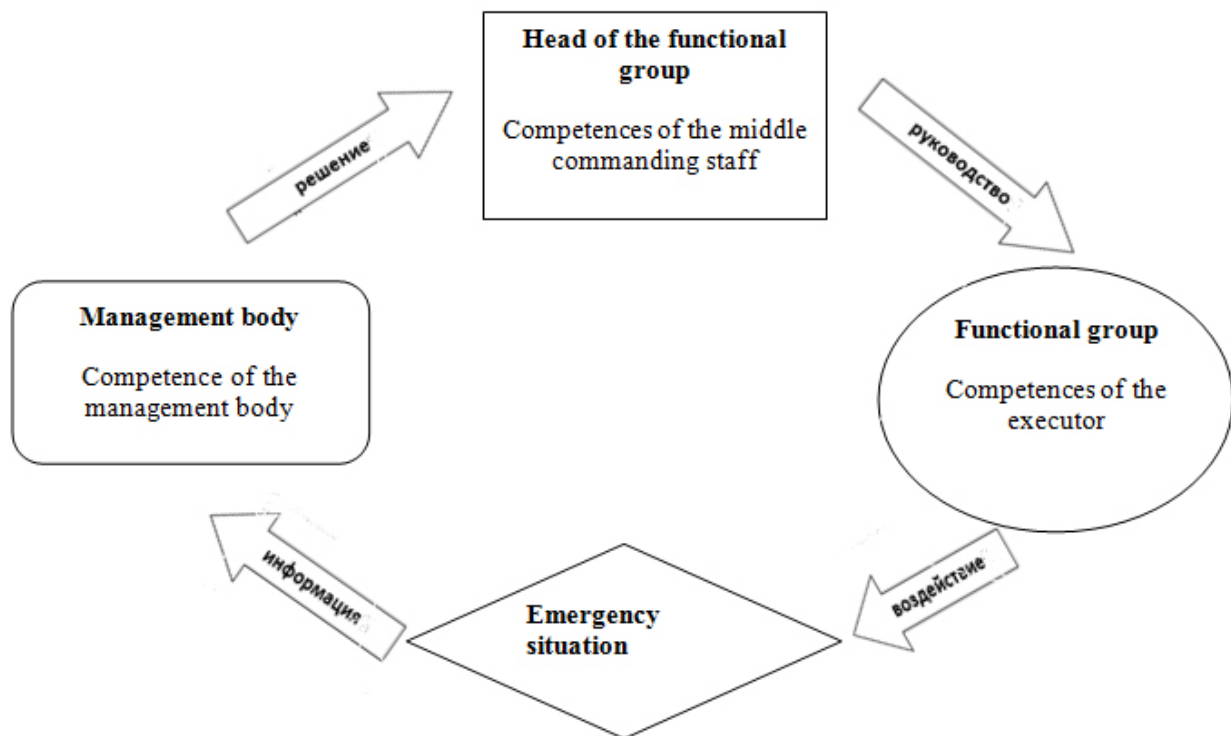 Head of the functional
group
Competences of the middle
commanding staff
решение
руководство
Management body
Competence of the
management body
Functional group
Competences of the
executor
информация
воздействие
Emergency
situation